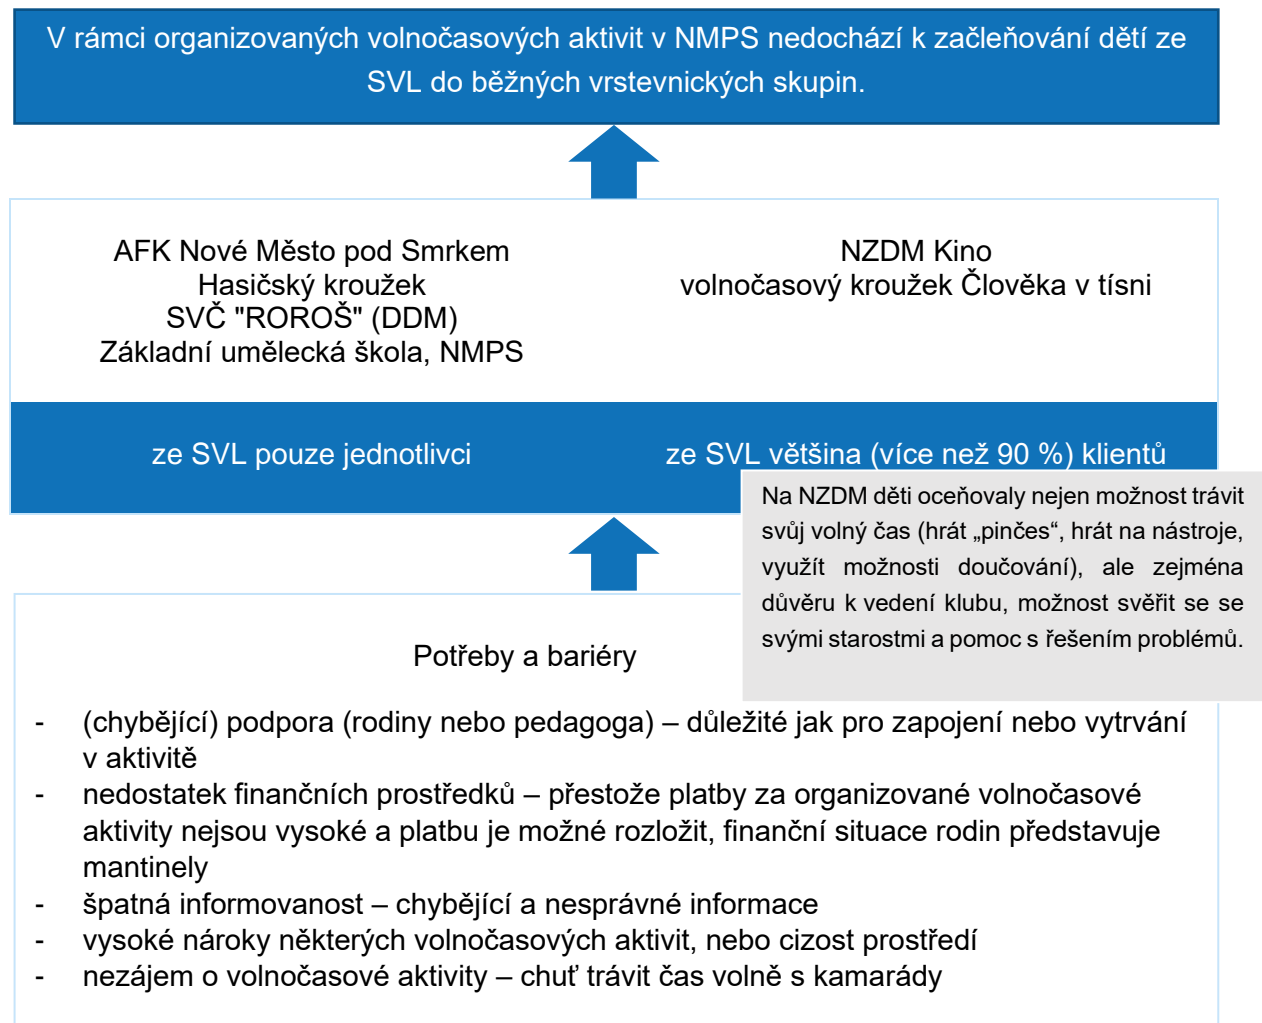 V rámci organizovaných volnočasových aktivit v NMPS nedochází k začleňování dětí ze
SVL do běžných vrstevnických skupin.
AFK Nové Město pod Smrkem
Hasičský kroužek
SVČ "ROROŠ" (DDM)
Základní umělecká škola, NMPS
NZDM Kino
volnočasový kroužek Člověka v tísni
ze SVL pouze jednotlivci
ze SVL většina (více než 90 %) klientů
Na NZDM děti oceňovaly nejen možnost trávit
svůj volný čas (hrát „pinčes“, hrát na nástroje,
využít možnosti doučování), ale zejména
důvěru k vedení klubu, možnost svěřit se se
svými starostmi a pomoc s řešením problémů.
Potřeby a bariéry
- (chybějící) podpora (rodiny nebo pedagoga) – důležité jak pro zapojení nebo vytrvání
v aktivitě
- nedostatek finančních prostředků – přestože platby za organizované volnočasové
aktivity nejsou vysoké a platbu je možné rozložit, finanční situace rodin představuje
mantinely
- špatná informovanost – chybějící a nesprávné informace
- vysoké nároky některých volnočasových aktivit, nebo cizost prostředí
- nezájem o volnočasové aktivity – chuť trávit čas volně s kamarády